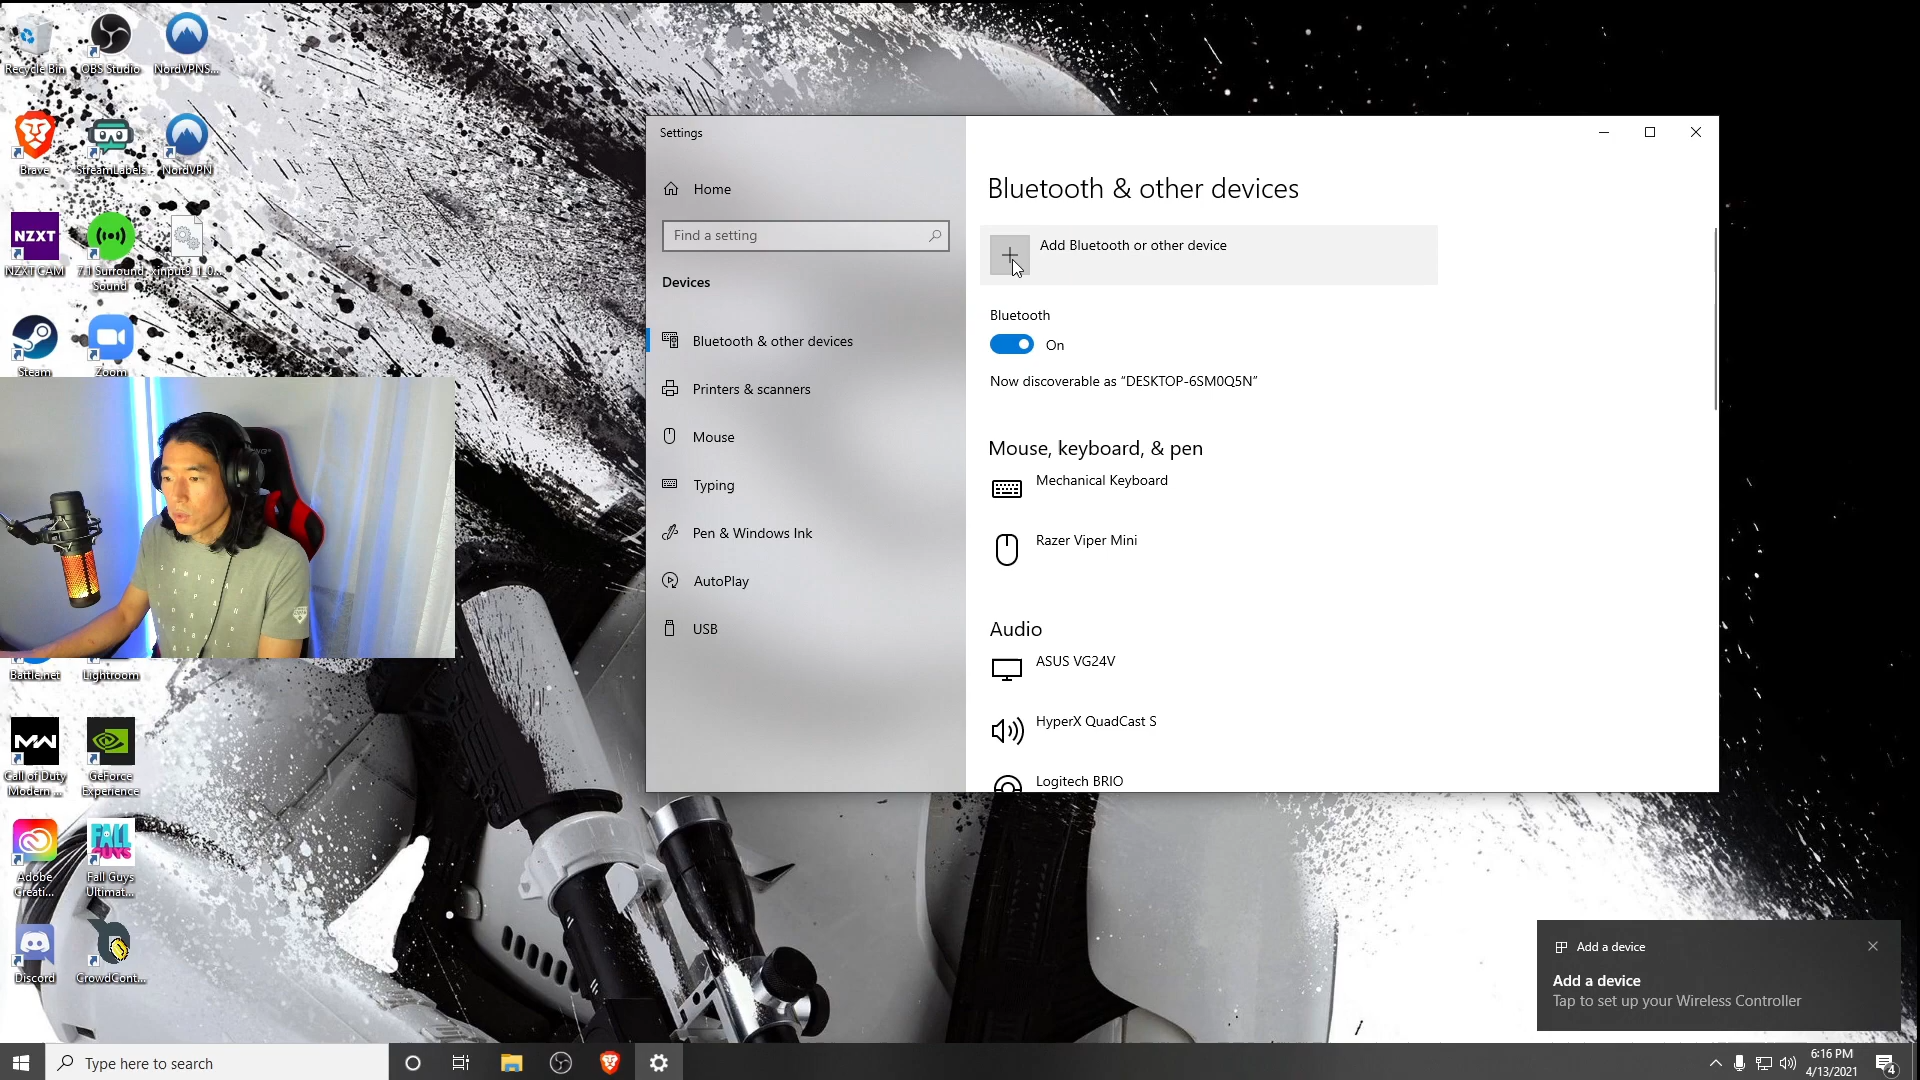 Recycle Bin
OBS Studio
NordVPNS...
Brave
StreamLabels
NordVPN
NZXT
NZXT CAM
7.1 Surround
Sound
xinput9_1_0...
Steam
Zoom
Battle.net
Lightroom
Call of Duty
Modern ...
GeForce
Experience
Adobe
Creati...
FALL
GUYS
Fall Guys
Ultimat...
Discord
CrowdCont...
Settings
Home
Find a setting
Devices
Bluetooth & other devices
Printers & scanners
Mouse
Typing
Pen & Windows Ink
AutoPlay
USB
Bluetooth & other devices
Add Bluetooth or other device
Bluetooth
On
Now discoverable as “DESKTOP-6SM0Q5N”
Mouse, keyboard, & pen
Mechanical Keyboard
Razer Viper Mini
Audio
ASUS VG24V
HyperX QuadCast S
Logitech BRIO
Add a device
Add a device
Tap to set up your Wireless Controller
Type here to search
6:16 PM
4/13/2021
4